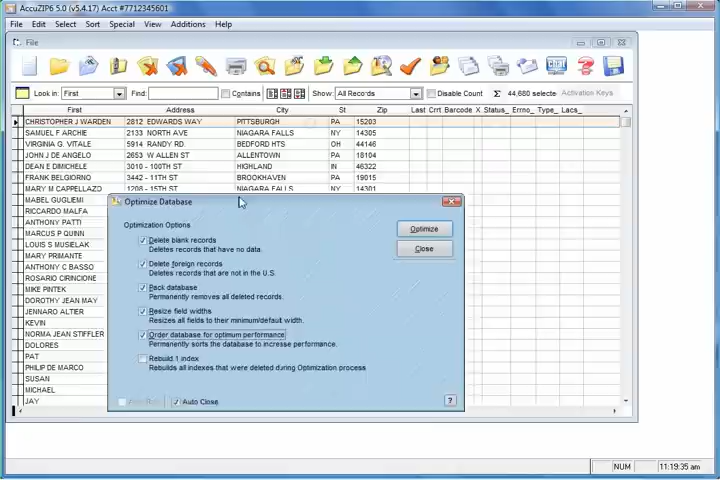 AccuZIP6 5.0 (v5.4.17) Acct #7712345601
File Edit Select Sort Special View Additions Help
File
Look in: First Find: Contains Show: All Records Disable Count Σ 44,680 selecte Activation Keys
First Address City St Zip Last Crrt Barcode X Status_ Errno_ Type_ Lacs_
CHRISTOPHER J WARDEN 2812 EDWARDS WAY PITTSBURGH PA 15203
SAMUEL F ARCHIE 2133 NORTH AVE NIAGARA FALLS NY 14305
VIRGINIA G. VITALE 5914 RANDY RD BEDFORD HTS OH 44146
JOHN J DE ANGELO 2653 W ALLEN ST ALLENTOWN PA 18104
DEAN E DIMICHELE 3010 - 100TH ST HIGHLAND IN 46322
FRANK BELGIORNO 3442 - 11TH ST BROOKHAVEN PA 19015
MARY M CAPPELLAZO 1208 - 15TH ST NIAGARA FALLS NY 14301
MABEL GUGLIEMI
RICCARDO MALFA
ANTHONY PATTI
MARCUS P QUINN
LOUIS S MUSIELAK
MARY PRIMANTE
ANTHONY C BASSO
ROSARIO CIRINCIONE
MIKE PINTEK
DOROTHY JEAN MAY
JENNARO ALTIER
KEVIN
NORMA JEAN STIFFLER
DOLORES
PAT
PHILIP DE MARCO
SUSAN
MICHAEL
JAY
Optimize Database
Optimization Options
Delete blank records
Deletes records that have no data.
Delete foreign records
Deletes records that are not in the U.S.
Pack database
Permanently removes all deleted records.
Resize field widths
Resizes all fields to their minimum/default width.
Order database for optimum performance
Permanently sorts the database to increase performance.
Rebuild 1 index
Rebuilds all indexes that were deleted during Optimization process
Auto Close
Optimize
Close
?
NUM 11:19:35 am